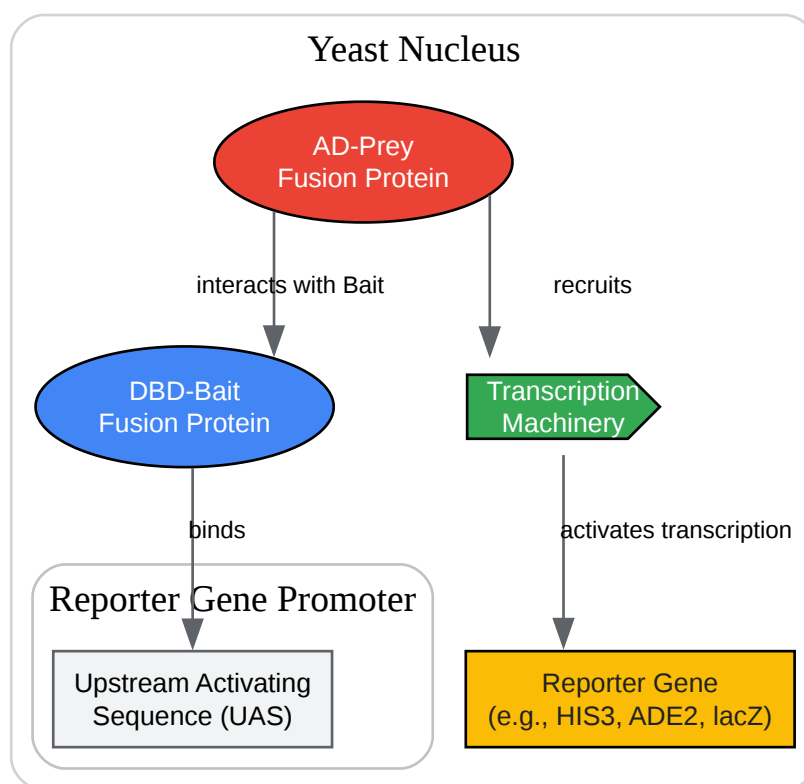 Yeast Nucleus
AD-Prey
Fusion Protein
interacts with Bait
recruits
DBD-Bait
Fusion Protein
Transcription
Machinery
binds
activates transcription
Reporter Gene Promoter
Upstream Activating
Sequence (UAS)
Reporter Gene
(e.g., HIS3, ADE2, lacZ)